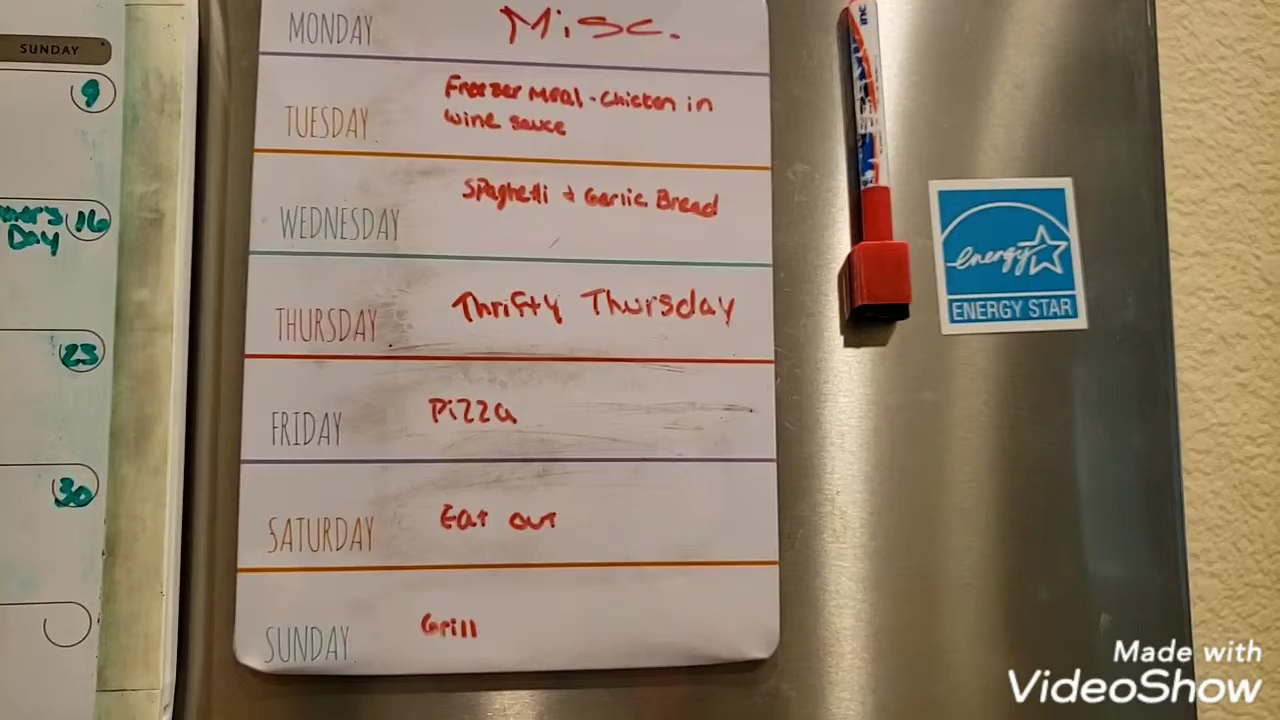 SUNDAY
9
16
Day
23
30
MONDAY Misc.
TUESDAY Freezer meal - Chicken in
wine sauce
WEDNESDAY Spaghetti + Garlic Bread
THURSDAY Thrifty Thursday
FRIDAY Pizza
SATURDAY Eat out
SUNDAY Grill
energy
ENERGY STAR
Made with
VideoShow